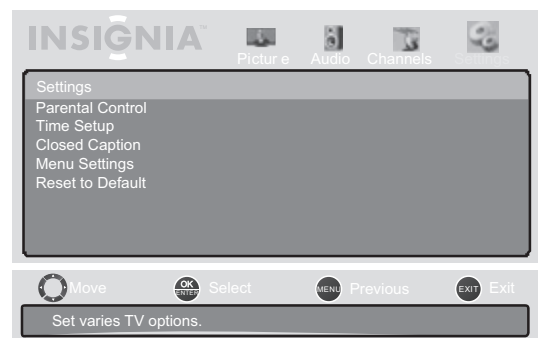 INSIGNIA™
Pictur e Audio Channels Settings
Settings
Parental Control
Time Setup
Closed Caption
Menu Settings
Reset to Default
Move OK ENTER Select MENU Previous EXIT Exit
Set varies TV options.